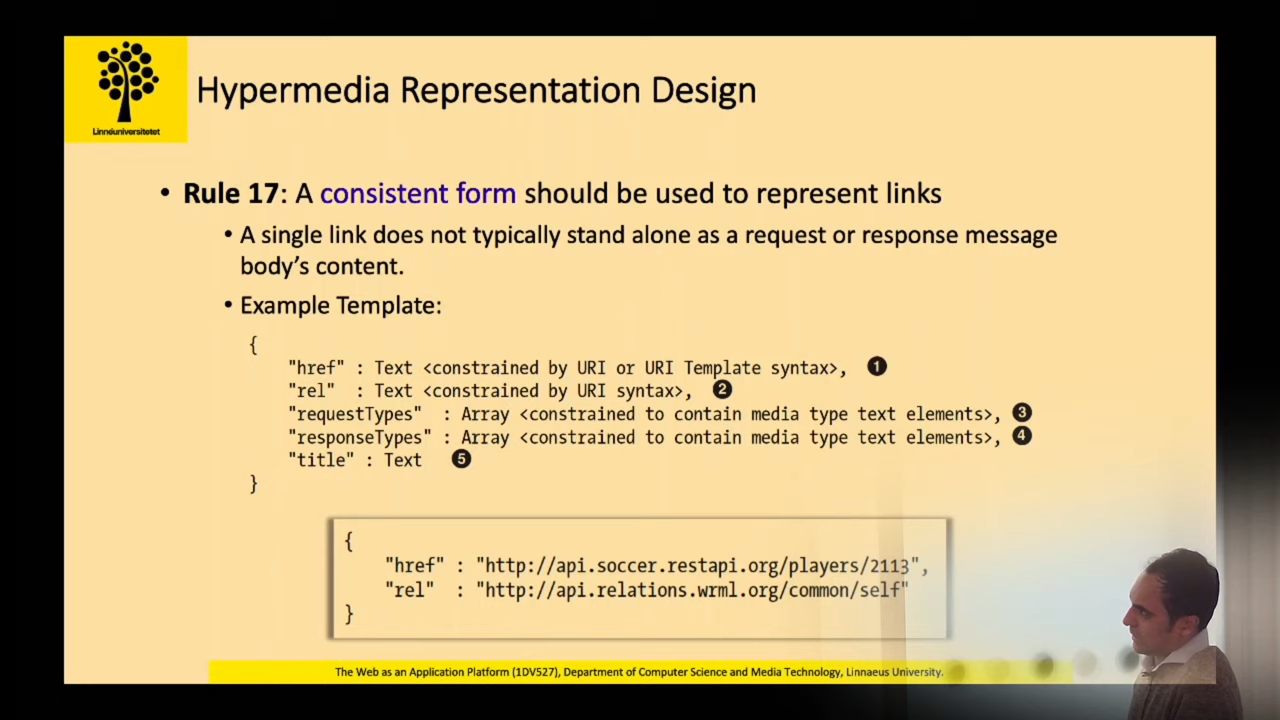 Linnéuniversitetet
Hypermedia Representation Design
• Rule 17: A consistent form should be used to represent links
• A single link does not typically stand alone as a request or response message
body’s content.
• Example Template:
{
"href" : Text <constrained by URI or URI Template syntax>, ❶
"rel" : Text <constrained by URI syntax>, ❷
"requestTypes" : Array <constrained to contain media type text elements>, ❸
"responseTypes" : Array <constrained to contain media type text elements>, ❹
"title" : Text ❺
}
{
"href" : "http://api.soccer.restapi.org/players/2113",
"rel" : "http://api.relations.wrml.org/common/self"
}
The Web as an Application Platform (1DV527), Department of Computer Science and Media Technology, Linnaeus University.